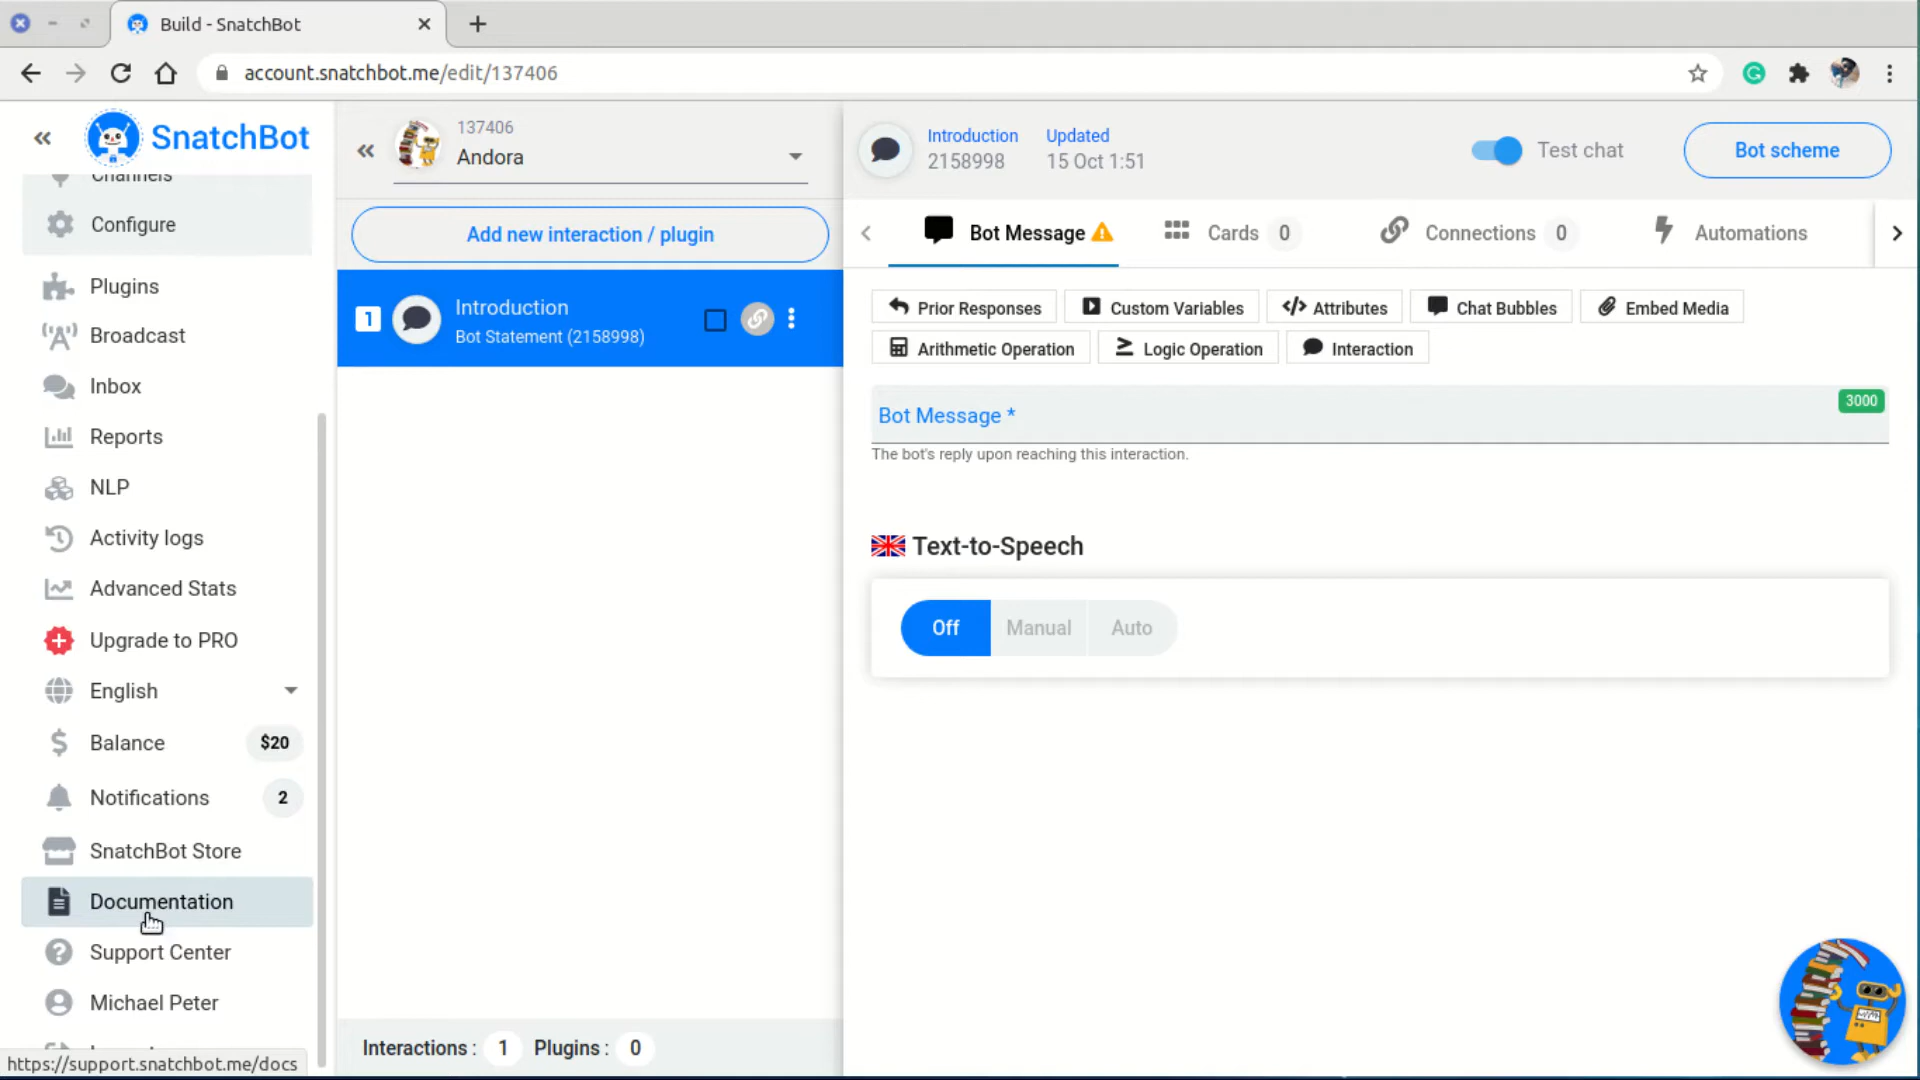 Build - SnatchBot
account.snatchbot.me/edit/137406
SnatchBot
Channels
Configure
Plugins
Broadcast
Inbox
Reports
NLP
Activity logs
Advanced Stats
Upgrade to PRO
English
Balance $20
Notifications 2
SnatchBot Store
Documentation
Support Center
Michael Peter
https://support.snatchbot.me/docs
137406
Andora
Add new interaction / plugin
1 Introduction
Bot Statement (2158998)
Interactions : 1 Plugins : 0
Introduction Updated
2158998 15 Oct 1:51
Test chat
Bot scheme
Bot Message Cards 0 Connections 0 Automations
Prior Responses Custom Variables Attributes Chat Bubbles Embed Media
Arithmetic Operation Logic Operation Interaction
Bot Message *
3000
The bot's reply upon reaching this interaction.
Text-to-Speech
Off Manual Auto